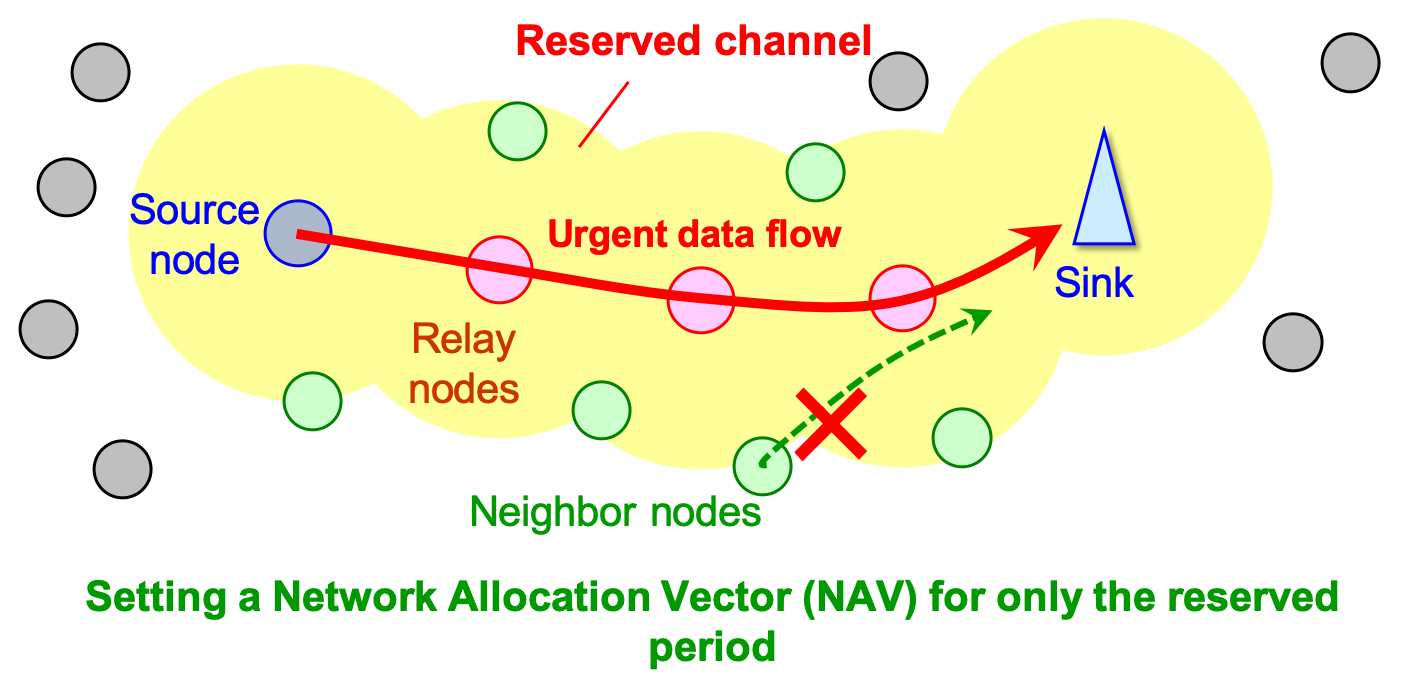 Reserved channel
Source
node
Urgent data flow
Sink
Relay
nodes
Neighbor nodes
Setting a Network Allocation Vector (NAV) for only the reserved
period